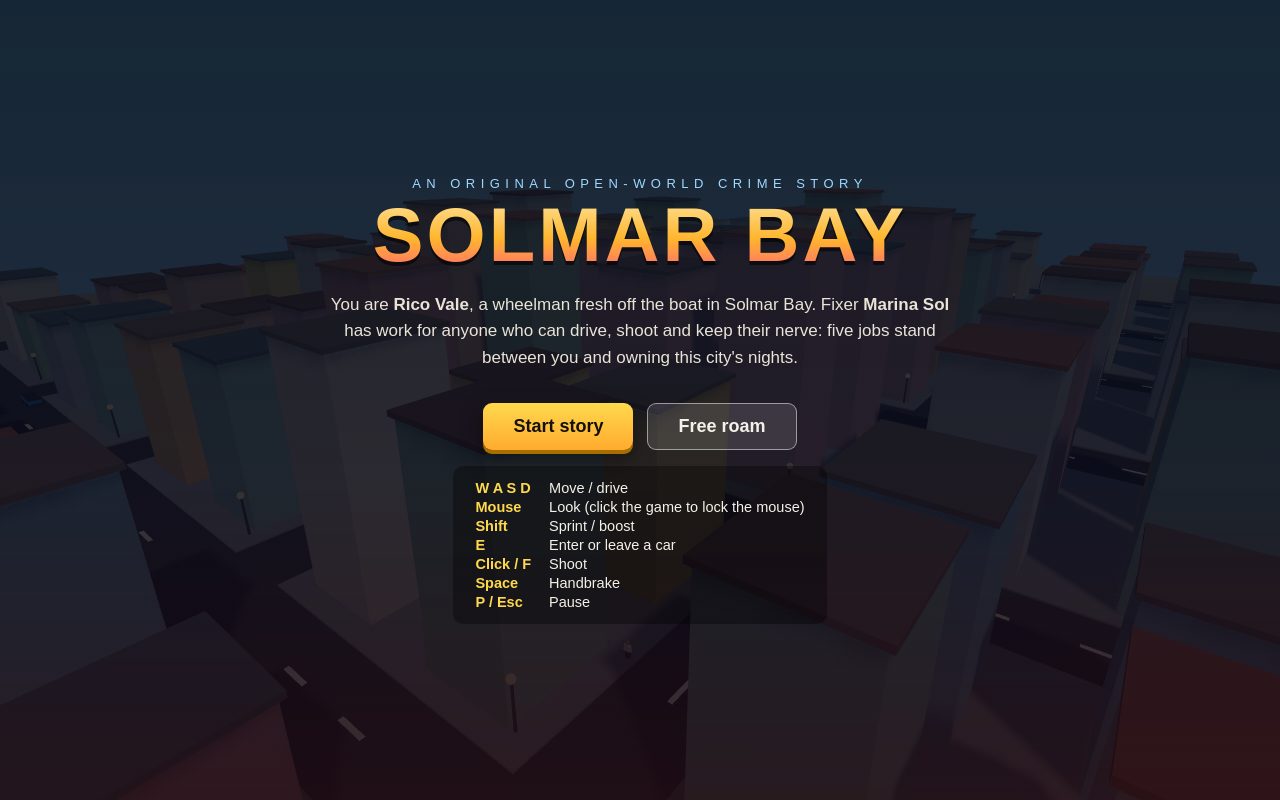 AN ORIGINAL OPEN-WORLD CRIME STORY
SOLMAR BAY
You are Rico Vale, a wheelman fresh off the boat in Solmar Bay. Fixer Marina Sol
has work for anyone who can drive, shoot and keep their nerve: five jobs stand
between you and owning this city's nights.
Start story Free roam
W A S D Move / drive
Mouse Look (click the game to lock the mouse)
Shift Sprint / boost
E Enter or leave a car
Click / F Shoot
Space Handbrake
P / Esc Pause